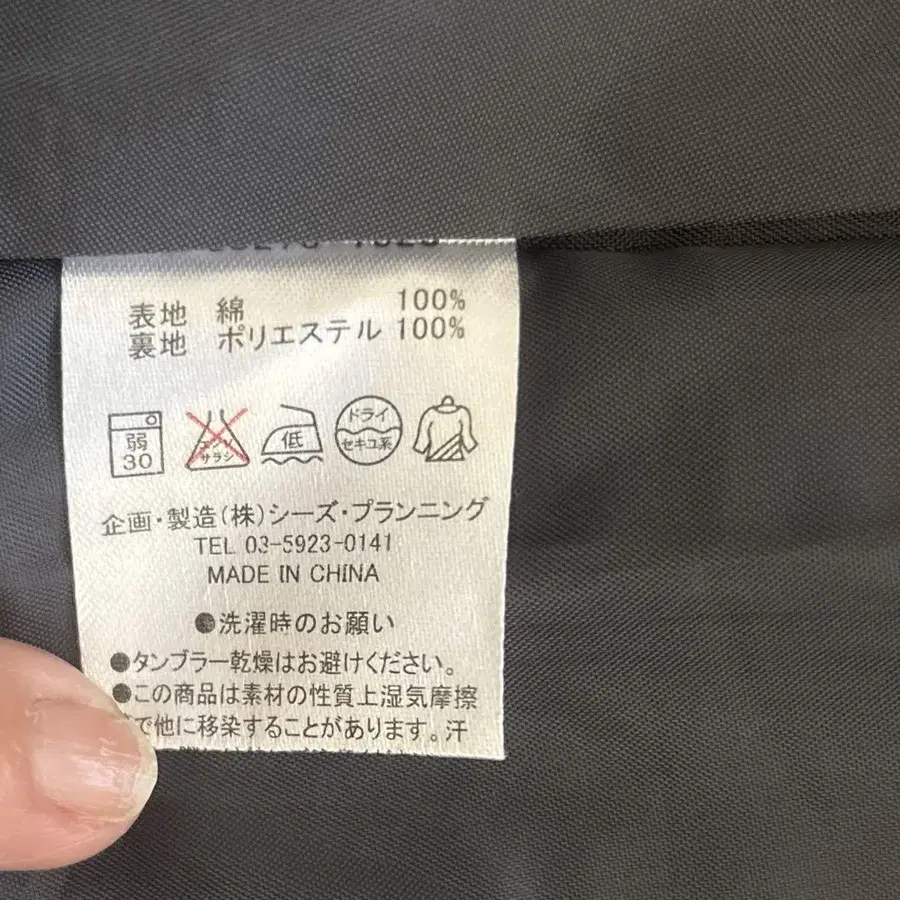 表地 綿 100%
裏地 ポリエステル 100%
弱 30
エンソ サラシ
低
ドライ セキユ系
企画・製造(株)シーズ・プランニング
TEL 03-5923-0141
MADE IN CHINA
●洗濯時のお願い
●タンブラー乾燥はお避けください。
●この商品は素材の性質上湿気摩擦
で他に移染することがあります。汗